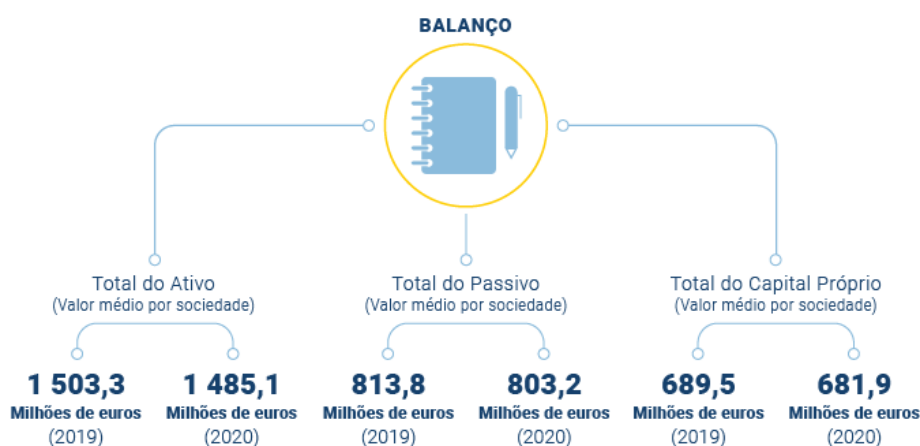 BALANÇO
Total do Ativo
(Valor médio por sociedade)
1 503,3
Milhões de euros
(2019)
1 485,1
Milhões de euros
(2020)
Total do Passivo
(Valor médio por sociedade)
813,8
Milhões de euros
(2019)
803,2
Milhões de euros
(2020)
Total do Capital Próprio
(Valor médio por sociedade)
689,5
Milhões de euros
(2019)
681,9
Milhões de euros
(2020)